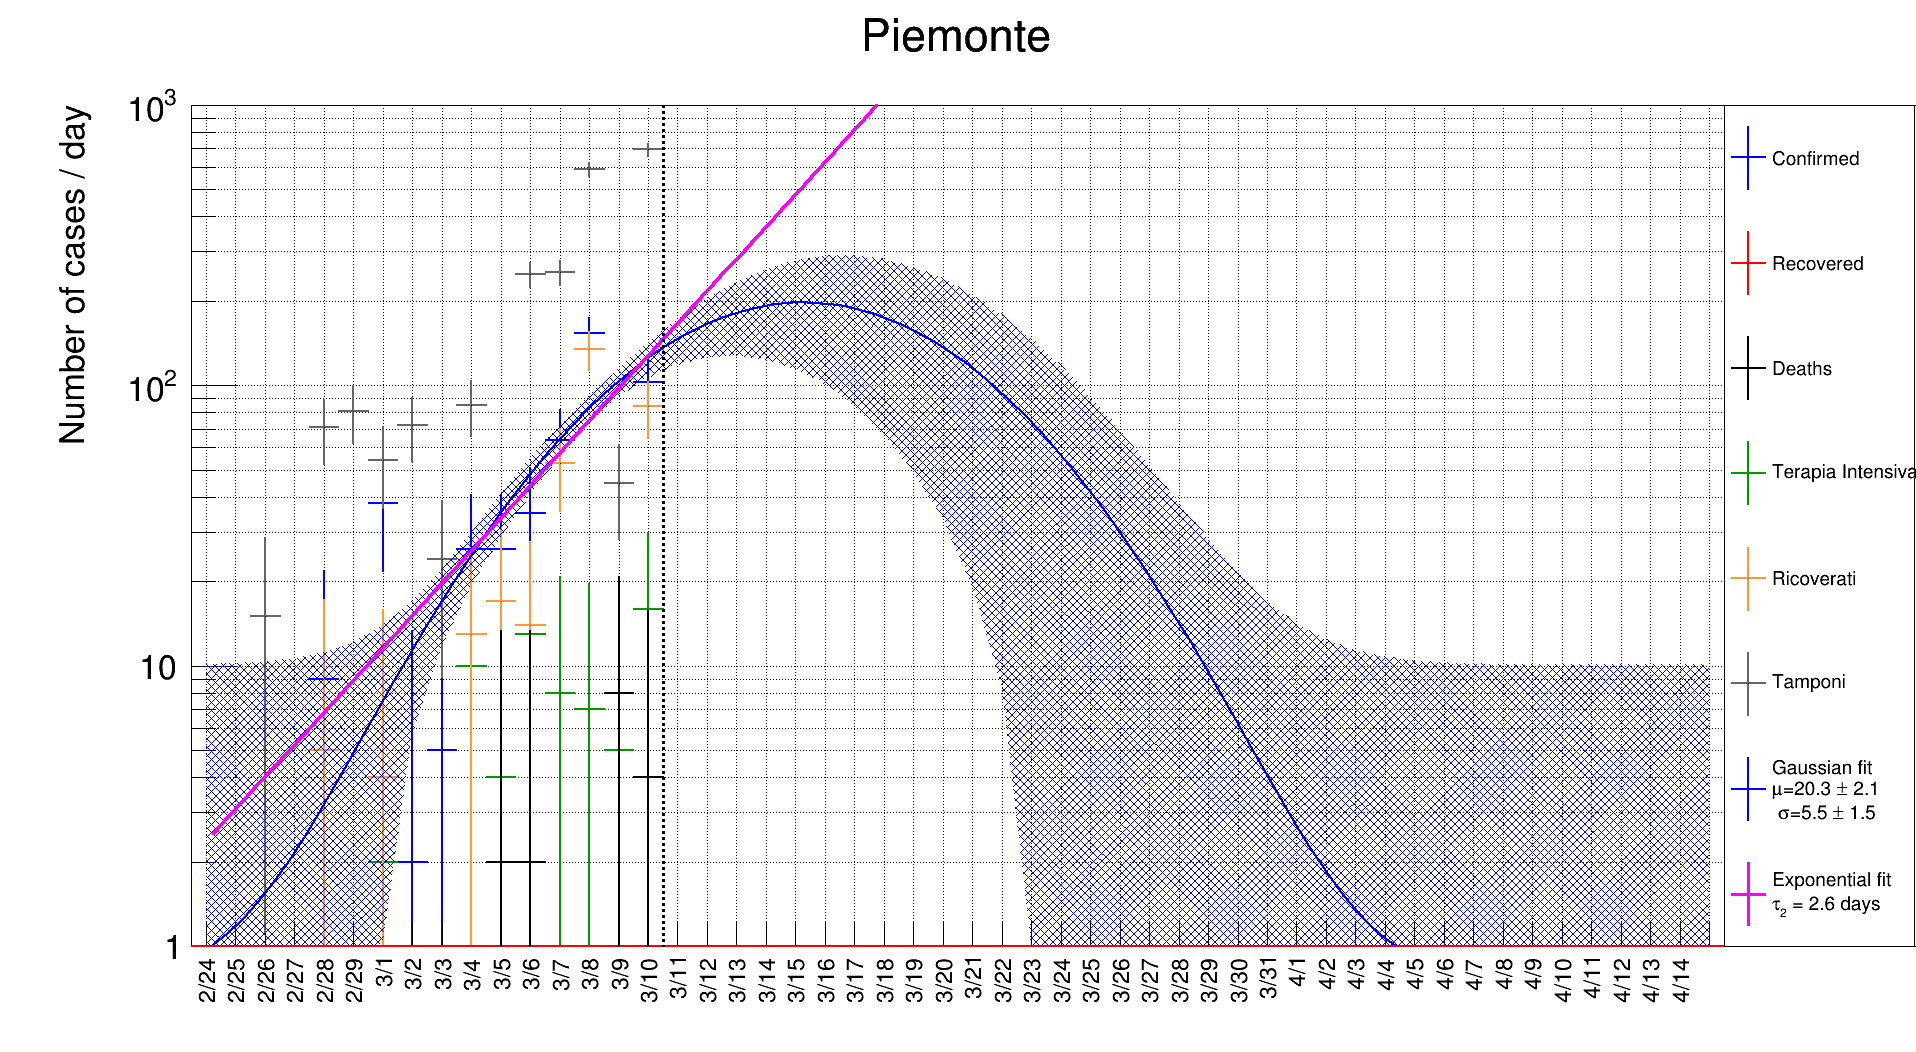 Piemonte
Number of cases / day
10³
10²
10
1
2/24 2/25 2/26 2/27 2/28 2/29 3/1 3/2 3/3 3/4 3/5 3/6 3/7 3/8 3/9 3/10 3/11 3/12 3/13 3/14 3/15 3/16 3/17 3/18 3/19 3/20 3/21 3/22 3/23 3/24 3/25 3/26 3/27 3/28 3/29 3/30 3/31 4/1 4/2 4/3 4/4 4/5 4/6 4/7 4/8 4/9 4/10 4/11 4/12 4/13 4/14
Confirmed
Recovered
Deaths
Terapia Intensiva
Ricoverati
Tamponi
Gaussian fit
μ=20.3 ± 2.1
σ=5.5 ± 1.5
Exponential fit
τ₂ = 2.6 days